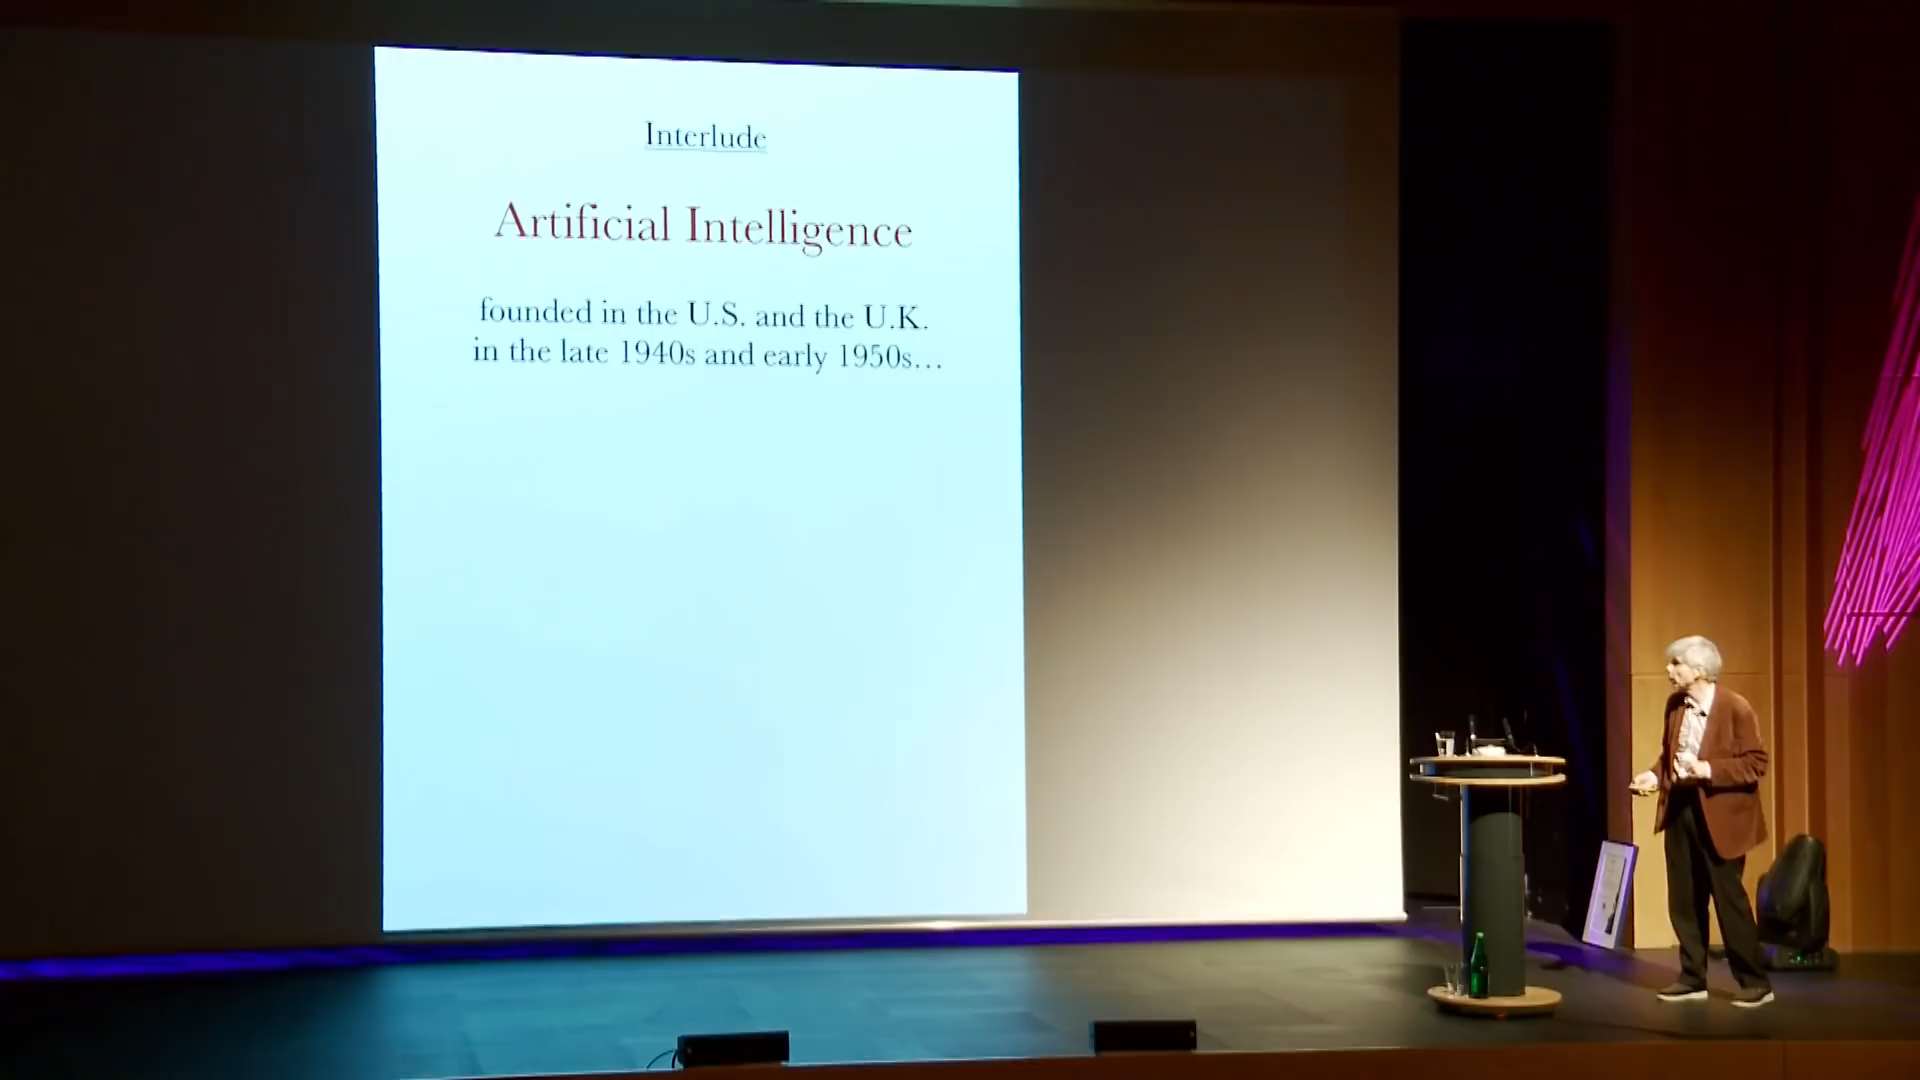 Interlude
Artificial Intelligence
founded in the U.S. and the U.K.
in the late 1940s and early 1950s…